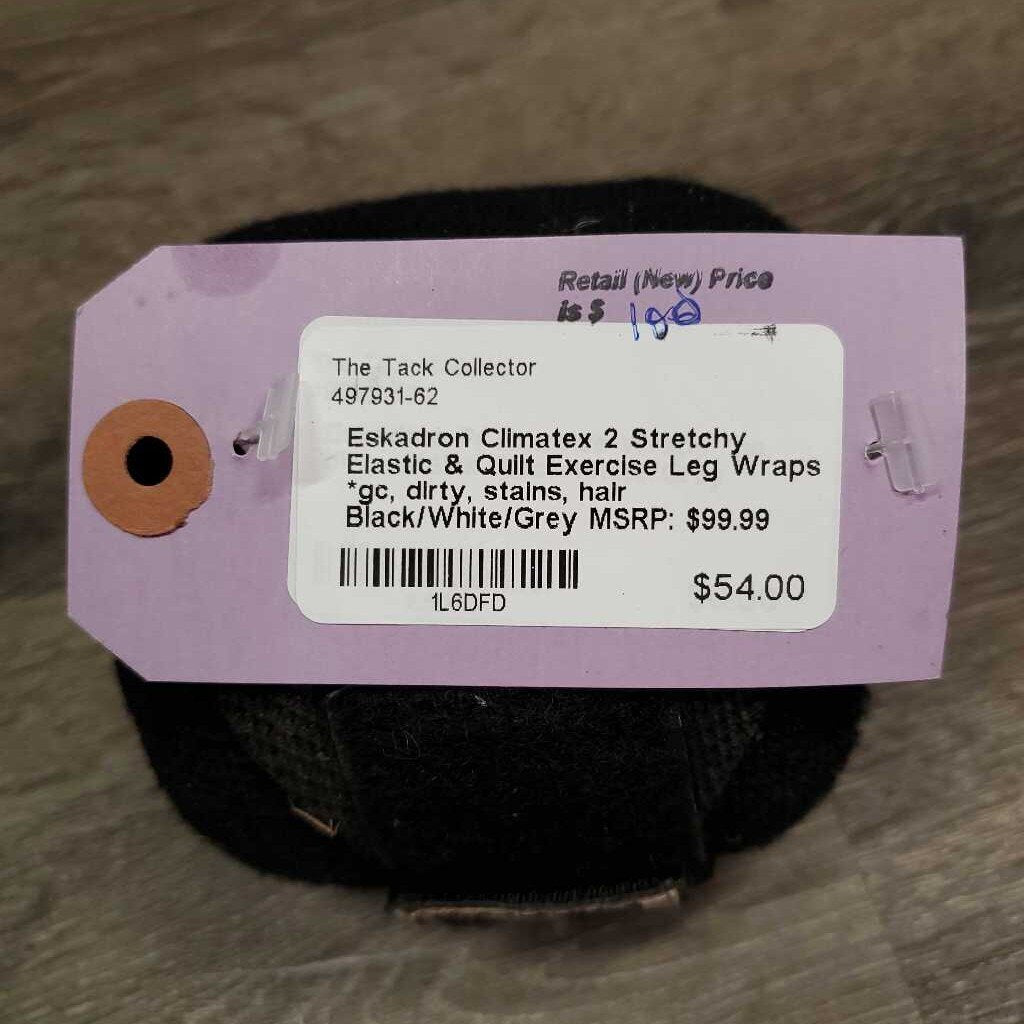 Retail (New) Price
is $ 100
The Tack Collector
497931-62
Eskadron Climatex 2 Stretchy
Elastic & Quilt Exercise Leg Wraps
*gc, dirty, stains, hair
Black/White/Grey MSRP: $99.99
1L6DFD
$54.00